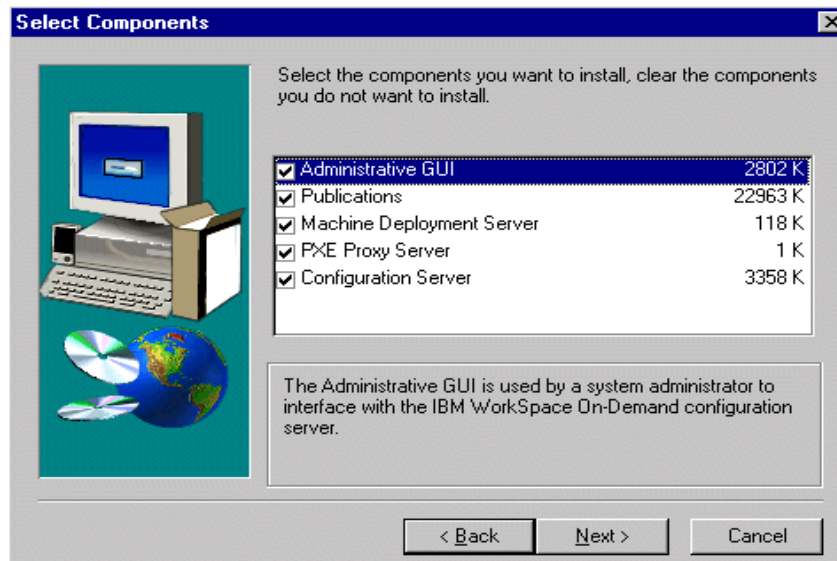 Select Components
Select the components you want to install, clear the components
you do not want to install.
Administrative GUI 2802 K
Publications 22963 K
Machine Deployment Server 118 K
PXE Proxy Server 1 K
Configuration Server 3358 K
The Administrative GUI is used by a system administrator to
interface with the IBM WorkSpace On-Demand configuration
server.
< Back Next > Cancel